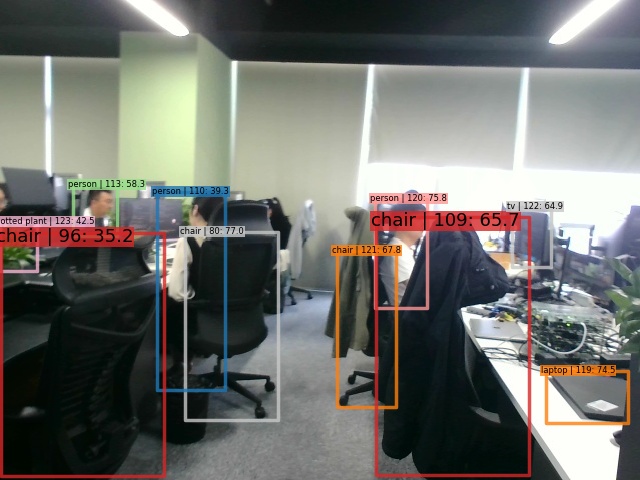 person | 113: 58.3
person | 110: 39.3
person | 120: 75.8
tv | 122: 64.9
otted plant | 123: 42.5
chair | 109: 65.7
chair | 96: 35.2
chair | 80: 77.0
chair | 121: 67.8
laptop | 119: 74.5